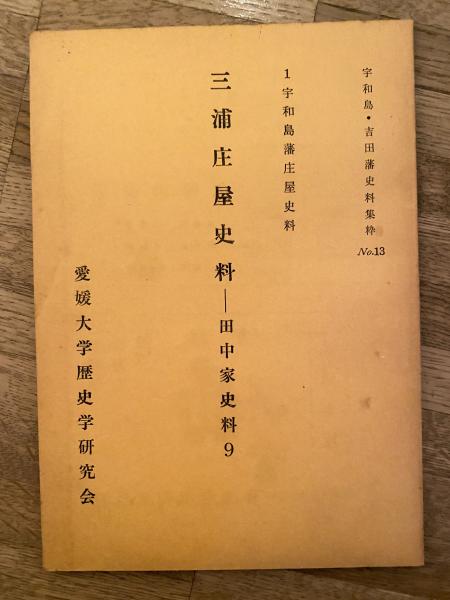 宇和島・吉田藩史料集粋 No.13
1 宇和島藩庄屋史料
三浦庄屋史料―田中家史料9
愛媛大学歴史学研究会